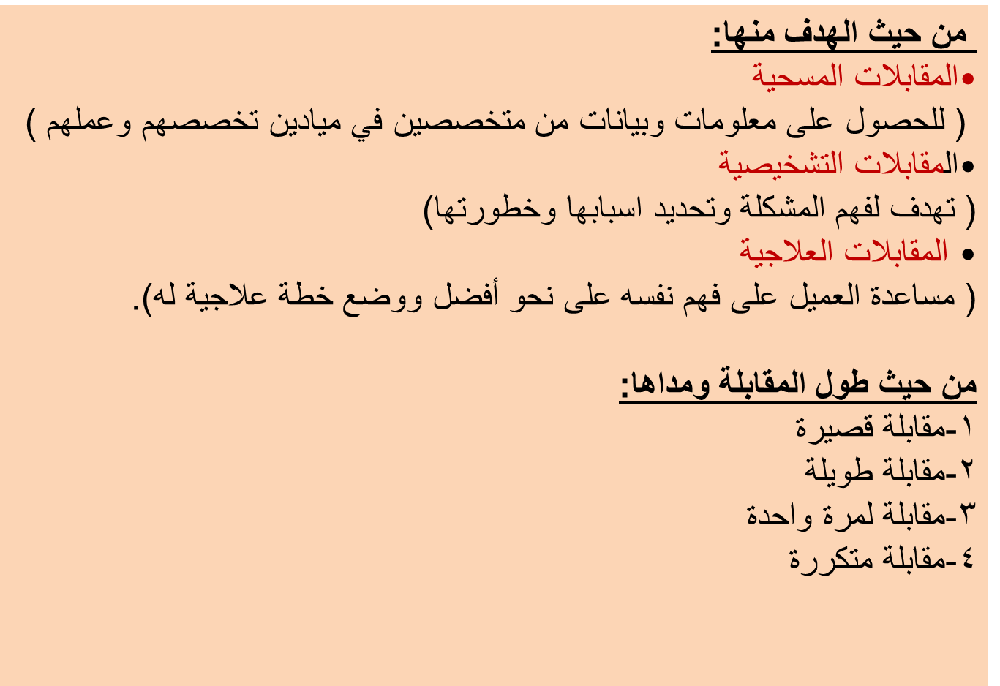 من حيث الهدف منها:
•المقابلات المسحية
( للحصول على معلومات وبيانات من متخصصين في ميادين تخصصهم وعملهم )
•المقابلات التشخيصية
( تهدف لفهم المشكلة وتحديد اسبابها وخطورتها)
• المقابلات العلاجية
( مساعدة العميل على فهم نفسه على نحو أفضل ووضع خطة علاجية له).
من حيث طول المقابلة ومداها:
١-مقابلة قصيرة
٢-مقابلة طويلة
٣-مقابلة لمرة واحدة
٤-مقابلة متكررة